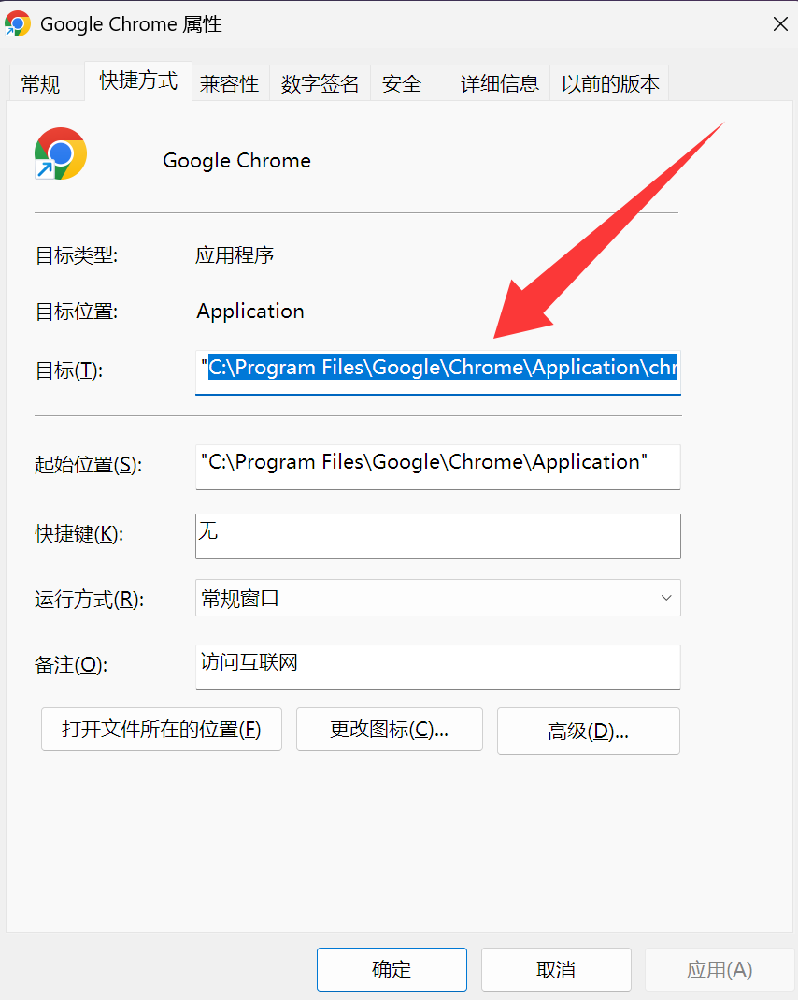 Google Chrome 属性
常规 快捷方式 兼容性 数字签名 安全 详细信息 以前的版本
Google Chrome
目标类型: 应用程序
目标位置: Application
目标(T): "C:\Program Files\Google\Chrome\Application\chr
起始位置(S): "C:\Program Files\Google\Chrome\Application"
快捷键(K): 无
运行方式(R): 常规窗口
备注(O): 访问互联网
打开文件所在的位置(F) 更改图标(C)... 高级(D)...
确定 取消 应用(A)